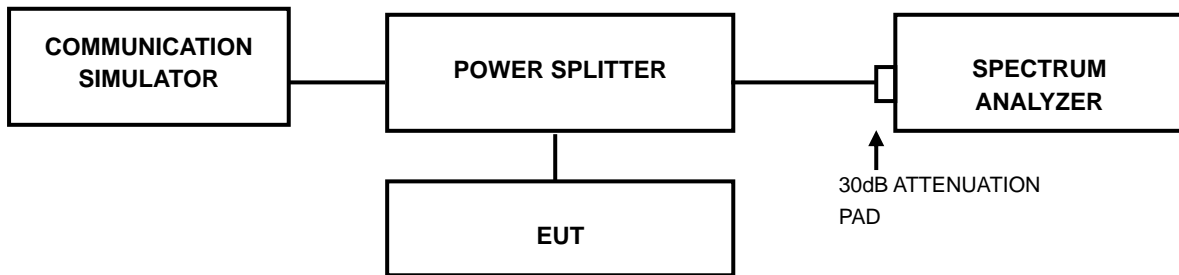 COMMUNICATION
SIMULATOR
POWER SPLITTER
SPECTRUM
ANALYZER
30dB ATTENUATION
PAD
EUT